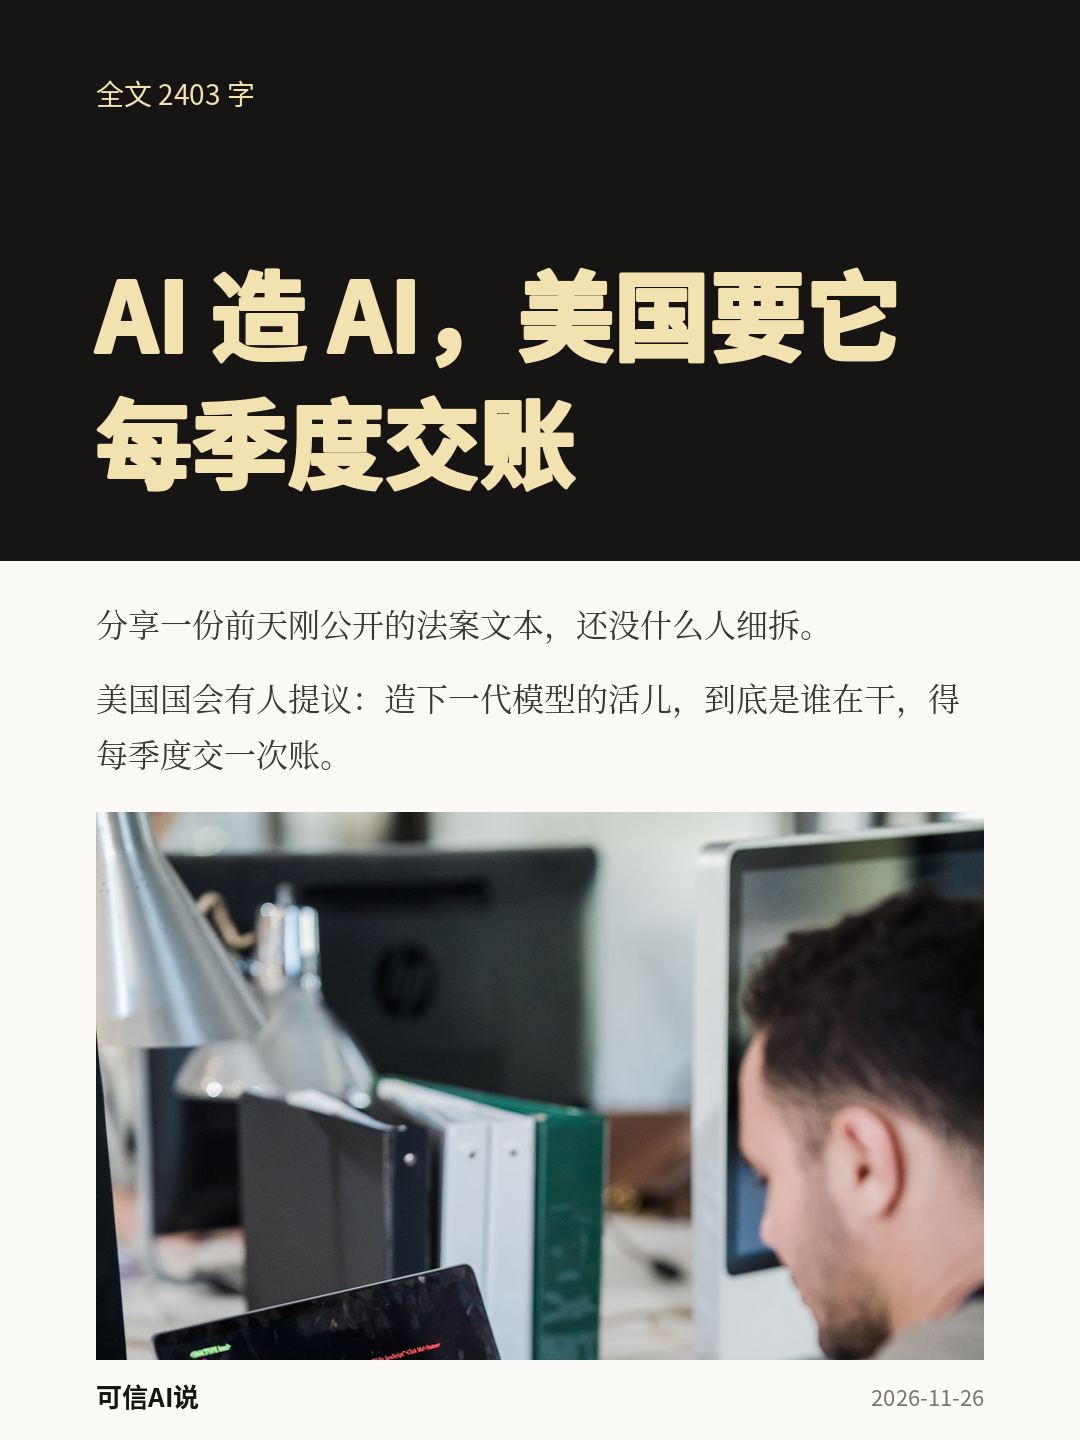 全文 2403 字
AI 造 AI，美国要它
每季度交账
分享一份前天刚公开的法案文本，还没什么人细拆。
美国国会有人提议：造下一代模型的活儿，到底是谁在干，得
每季度交一次账。
hp
可信AI说
2026-11-26